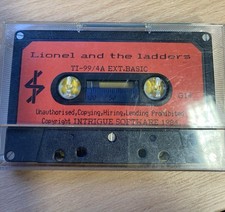 Lionel and the ladders
TI-99/4A EXT.BASIC
Unauthorised,Copying,Hiring,Lending Prohibited
Copyright INTRIGUE SOFTWARE 1984